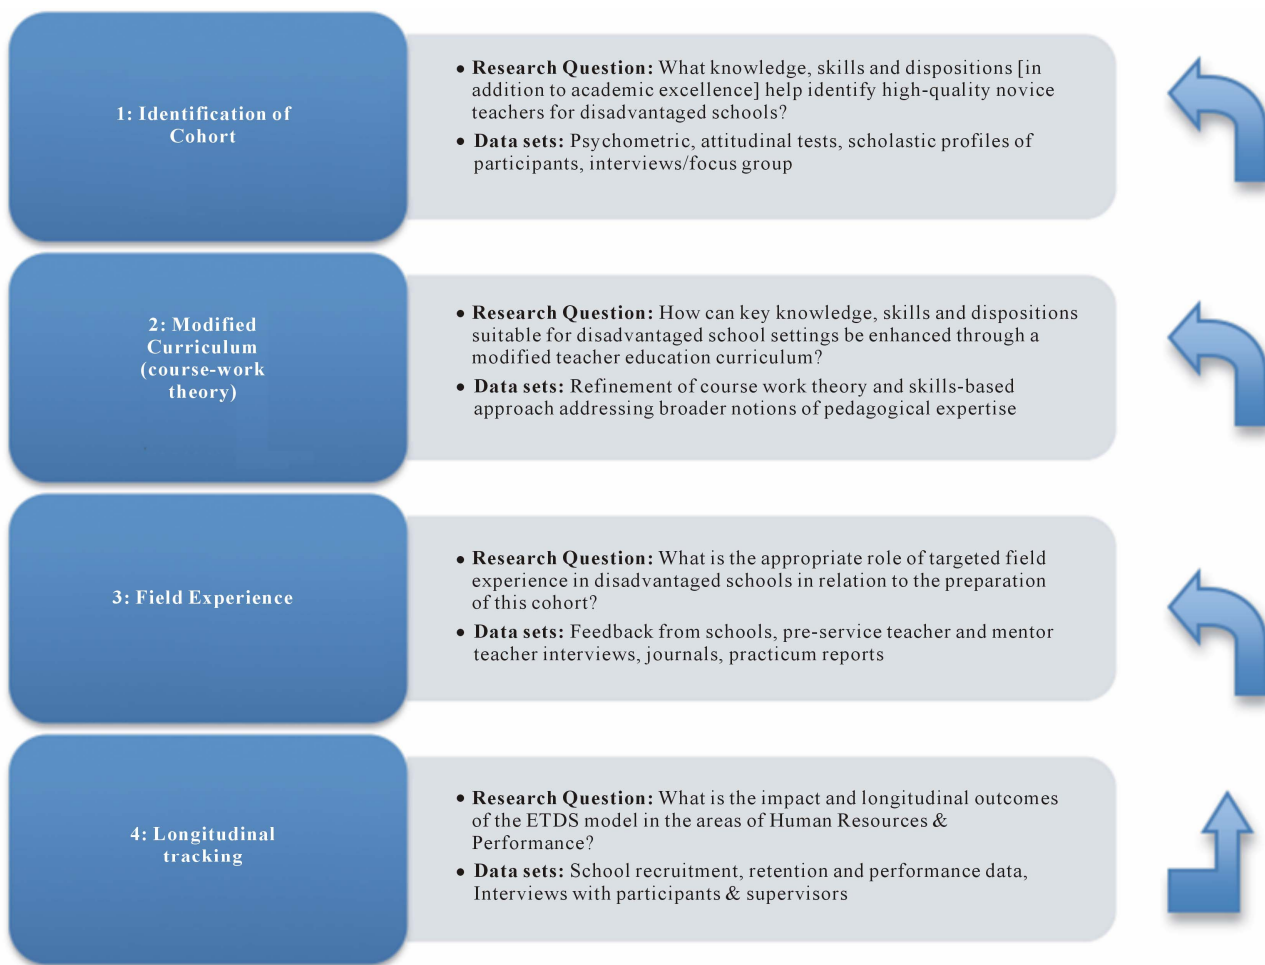 1: Identification of
Cohort
• Research Question: What knowledge, skills and dispositions [in
addition to academic excellence] help identify high-quality novice
teachers for disadvantaged schools?
• Data sets: Psychometric, attitudinal tests, scholastic profiles of
participants, interviews/focus group
2: Modified
Curriculum
(course-work
theory)
• Research Question: How can key knowledge, skills and dispositions
suitable for disadvantaged school settings be enhanced through a
modified teacher education curriculum?
• Data sets: Refinement of course work theory and skills-based
approach addressing broader notions of pedagogical expertise
3: Field Experience
• Research Question: What is the appropriate role of targeted field
experience in disadvantaged schools in relation to the preparation
of this cohort?
• Data sets: Feedback from schools, pre-service teacher and mentor
teacher interviews, journals, practicum reports
4: Longitudinal
tracking
• Research Question: What is the impact and longitudinal outcomes
of the ETDS model in the areas of Human Resources &
Performance?
• Data sets: School recruitment, retention and performance data,
Interviews with participants & supervisors